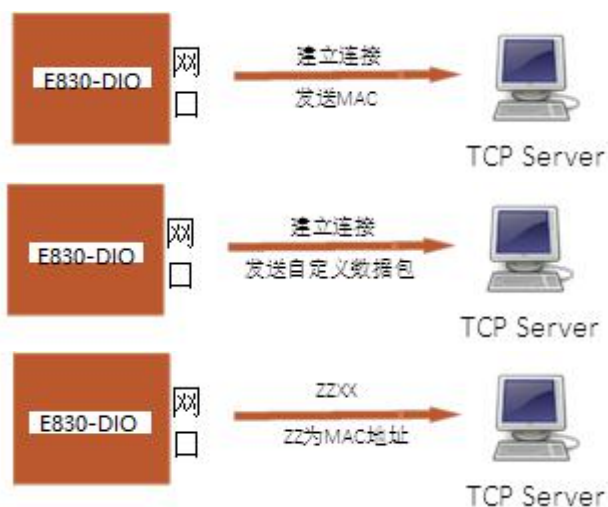 E830-DIO
网口
建立连接
发送MAC
TCP Server
E830-DIO
网口
建立连接
发送自定义数据包
TCP Server
E830-DIO
网口
ZZXX
ZZ为MAC地址
TCP Server